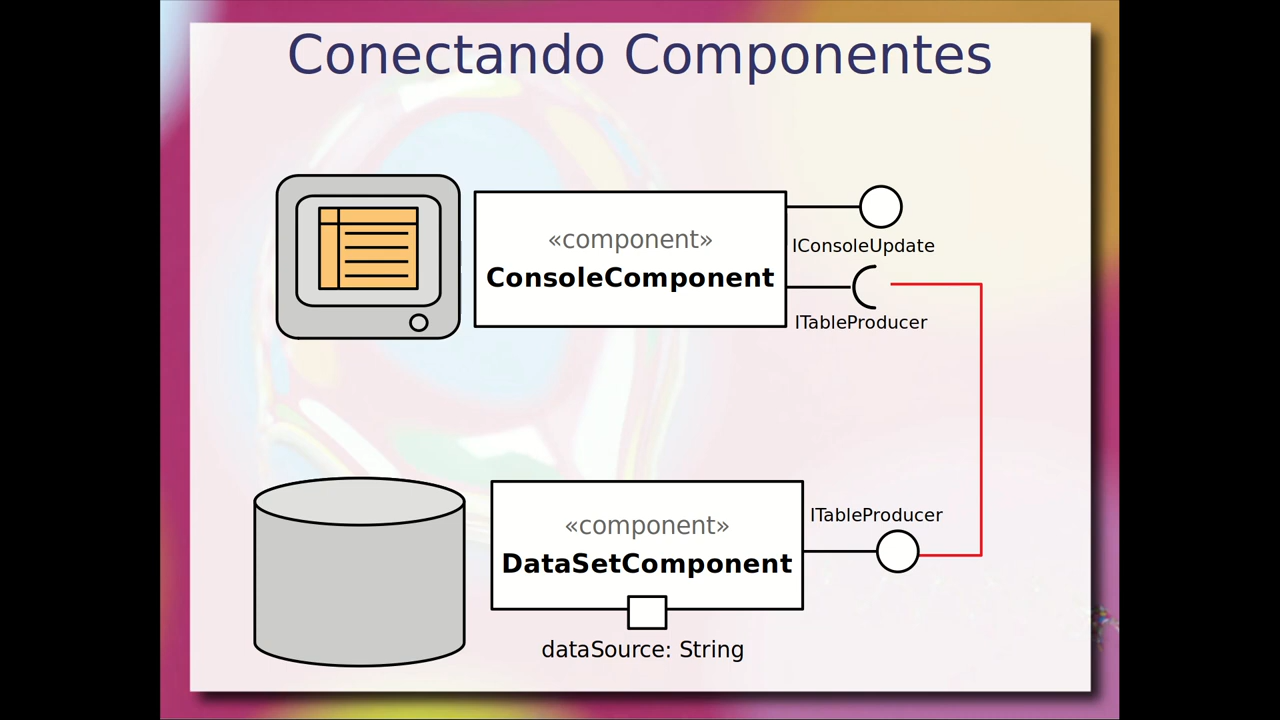 Conectando Componentes
«component»
ConsoleComponent
IConsoleUpdate
ITableProducer
«component»
DataSetComponent
ITableProducer
dataSource: String